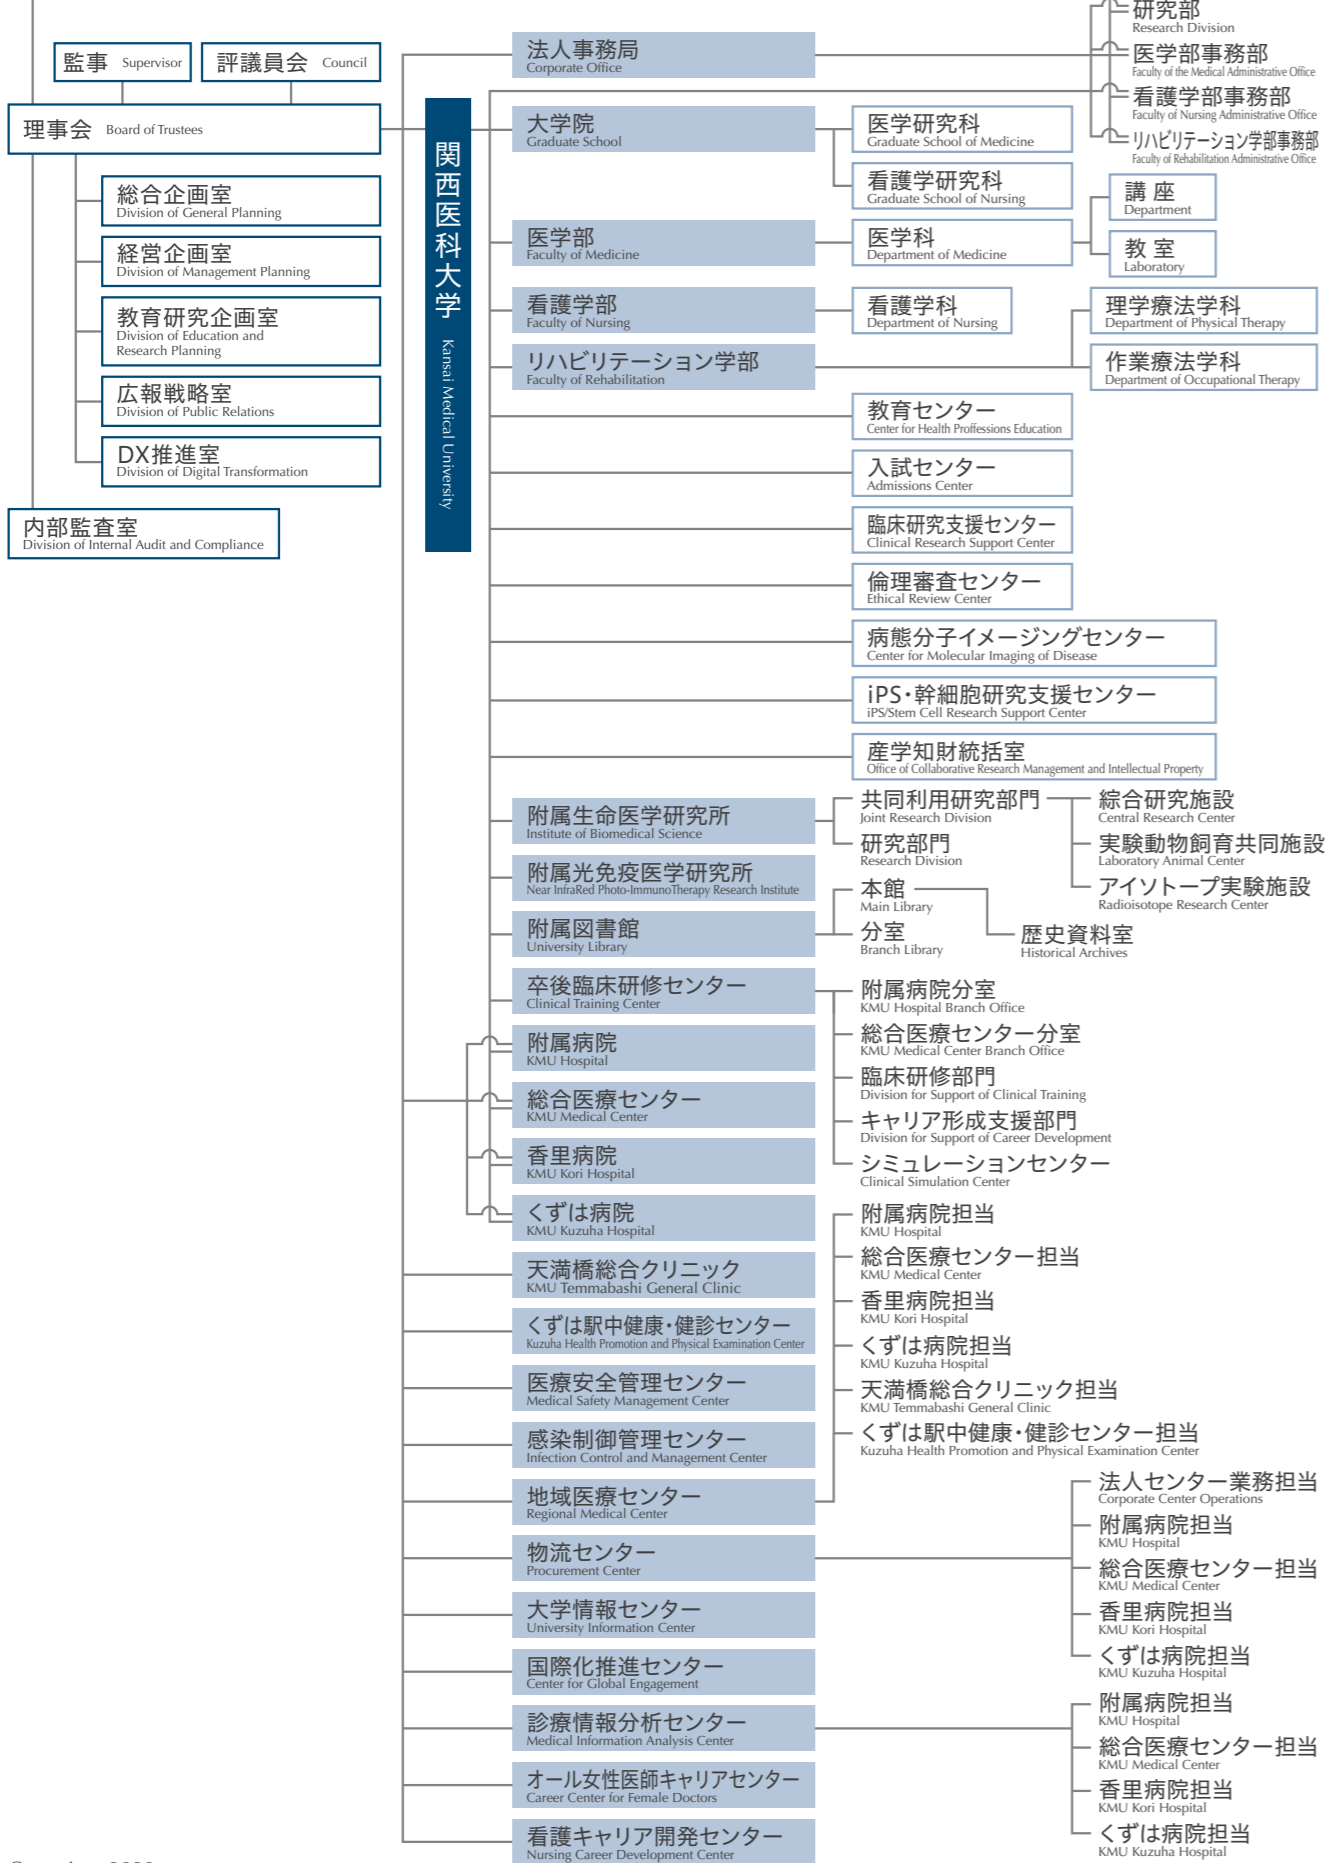 研究部
Research Division
医学部事務部
Faculty of the Medical Administrative Office
看護学部事務部
Faculty of Nursing Administrative Office
リハビリテーション学部事務部
Faculty of Rehabilitation Administrative Office
監事 Supervisor
評議員会 Council
理事会 Board of Trustees
総合企画室
Division of General Planning
経営企画室
Division of Management Planning
教育研究企画室
Division of Education and
Research Planning
広報戦略室
Division of Public Relations
DX推進室
Division of Digital Transformation
内部監査室
Division of Internal Audit and Compliance
関西医科大学 Kansai Medical University
法人事務局
Corporate Office
大学院
Graduate School
医学研究科
Graduate School of Medicine
看護学研究科
Graduate School of Nursing
医学部
Faculty of Medicine
医学科
Department of Medicine
講座
Department
教室
Laboratory
看護学部
Faculty of Nursing
看護学科
Department of Nursing
リハビリテーション学部
Faculty of Rehabilitation
理学療法学科
Department of Physical Therapy
作業療法学科
Department of Occupational Therapy
教育センター
Center for Health Proffessions Education
入試センター
Admissions Center
臨床研究支援センター
Clinical Research Support Center
倫理審査センター
Ethical Review Center
病態分子イメージングセンター
Center for Molecular Imaging of Disease
iPS・幹細胞研究支援センター
iPS/Stem Cell Research Support Center
産学知財統括室
Office of Collaborative Research Management and Intellectual Property
附属生命医学研究所
Institute of Biomedical Science
共同利用研究部門
Joint Research Division
研究部門
Research Division
綜合研究施設
Central Research Center
実験動物飼育共同施設
Laboratory Animal Center
アイソトープ実験施設
Radioisotope Research Center
附属光免疫医学研究所
Near InfraRed Photo-ImmunoTherapy Research Institute
附属図書館
University Library
本館
Main Library
分室
Branch Library
歴史資料室
Historical Archives
卒後臨床研修センター
Clinical Training Center
附属病院分室
KMU Hospital Branch Office
総合医療センター分室
KMU Medical Center Branch Office
臨床研修部門
Division for Support of Clinical Training
キャリア形成支援部門
Division for Support of Career Development
シミュレーションセンター
Clinical Simulation Center
附属病院
KMU Hospital
総合医療センター
KMU Medical Center
香里病院
KMU Kori Hospital
くずは病院
KMU Kuzuha Hospital
天満橋総合クリニック
KMU Temmabashi General Clinic
くずは駅中健康・健診センター
Kuzuha Health Promotion and Physical Examination Center
医療安全管理センター
Medical Safety Management Center
感染制御管理センター
Infection Control and Management Center
地域医療センター
Regional Medical Center
附属病院担当
KMU Hospital
総合医療センター担当
KMU Medical Center
香里病院担当
KMU Kori Hospital
くずは病院担当
KMU Kuzuha Hospital
天満橋総合クリニック担当
KMU Temmabashi General Clinic
くずは駅中健康・健診センター担当
Kuzuha Health Promotion and Physical Examination Center
物流センター
Procurement Center
法人センター業務担当
Corporate Center Operations
附属病院担当
KMU Hospital
総合医療センター担当
KMU Medical Center
香里病院担当
KMU Kori Hospital
くずは病院担当
KMU Kuzuha Hospital
大学情報センター
University Information Center
国際化推進センター
Center for Global Engagement
診療情報分析センター
Medical Information Analysis Center
附属病院担当
KMU Hospital
総合医療センター担当
KMU Medical Center
香里病院担当
KMU Kori Hospital
くずは病院担当
KMU Kuzuha Hospital
オール女性医師キャリアセンター
Career Center for Female Doctors
看護キャリア開発センター
Nursing Career Development Center